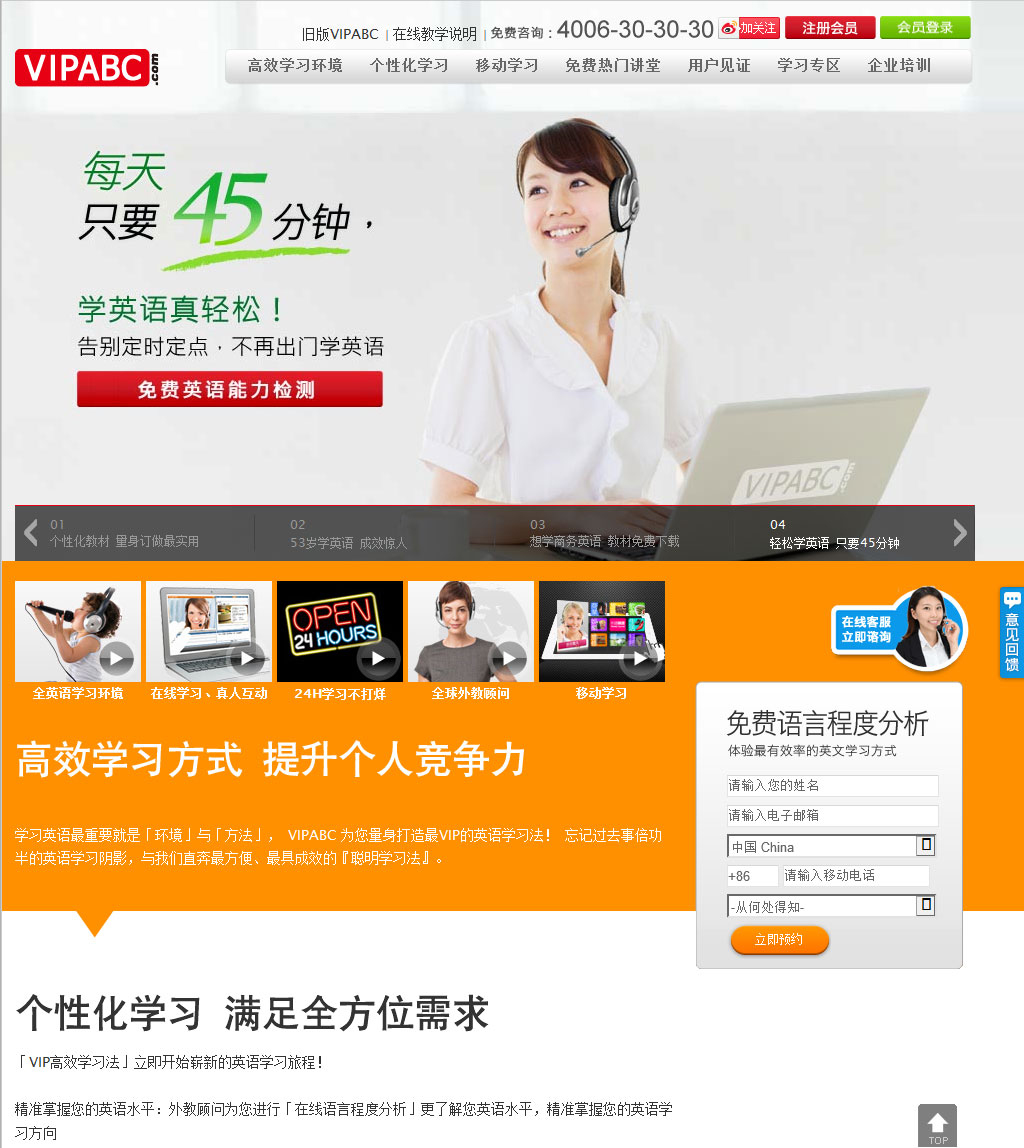 旧版VIPABC | 在线教学说明 | 免费咨询：4006-30-30-30 加关注 注册会员 会员登录
VIPABC.com
高效学习环境 个性化学习 移动学习 免费热门讲堂 用户见证 学习专区 企业培训
每天
只要45分钟，
学英语真轻松！
告别定时定点，不再出门学英语
免费英语能力检测
VIPABC.com
01
个性化教材 量身订做最实用
02
53岁学英语 成效惊人
03
想学商务英语 教材免费下载
04
轻松学英语 只要45分钟
OPEN
24 HOURS
全英语学习环境 在线学习、真人互动 24H学习不打烊 全球外教顾问 移动学习
在线客服
立即谘询
意见回馈
高效学习方式 提升个人竞争力
学习英语最重要就是「环境」与「方法」， VIPABC 为您量身打造最VIP的英语学习法！ 忘记过去事倍功
半的英语学习阴影，与我们直奔最方便、最具成效的『聪明学习法』。
免费语言程度分析
体验最有效率的英文学习方式
请输入您的姓名
请输入电子邮箱
中国 China
+86 请输入移动电话
-从何处得知-
立即预约
个性化学习 满足全方位需求
「VIP高效学习法」立即开始崭新的英语学习旅程！
精准掌握您的英语水平：外教顾问为您进行「在线语言程度分析」更了解您英语水平，精准掌握您的英语学
习方向
TOP